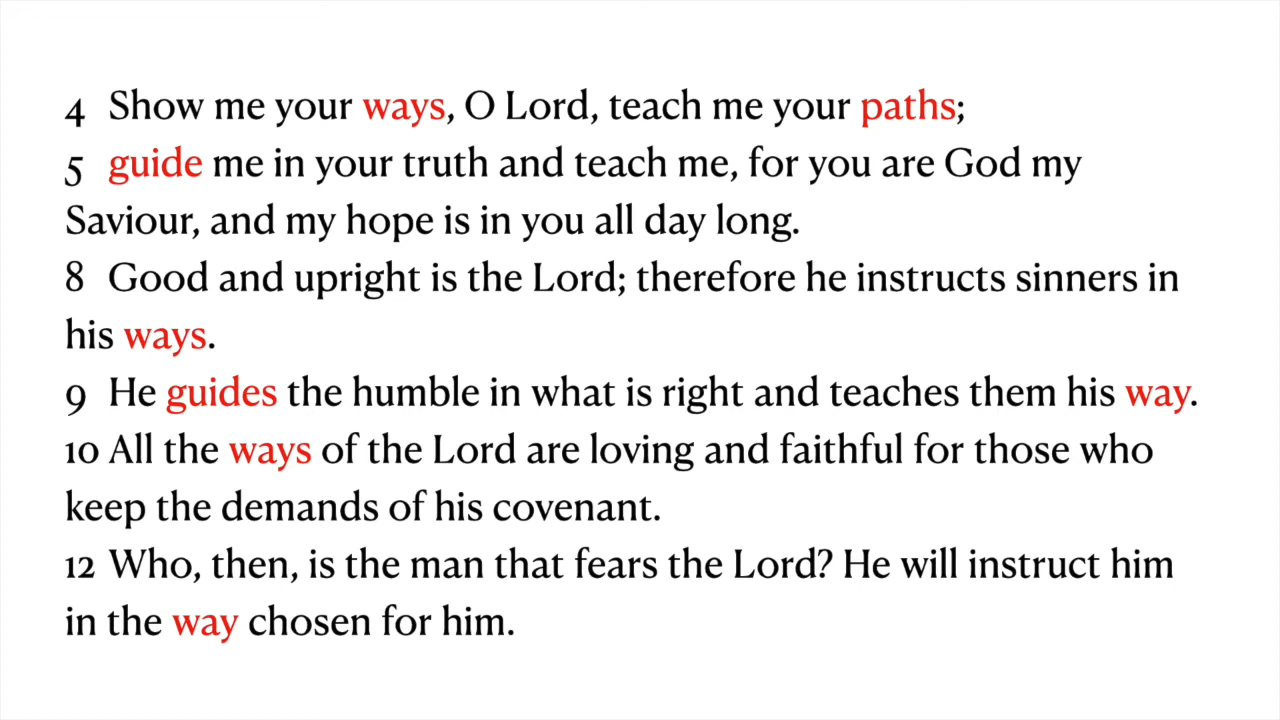 4 Show me your ways, O Lord, teach me your paths;
5 guide me in your truth and teach me, for you are God my
Saviour, and my hope is in you all day long.
8 Good and upright is the Lord; therefore he instructs sinners in
his ways.
9 He guides the humble in what is right and teaches them his way.
10 All the ways of the Lord are loving and faithful for those who
keep the demands of his covenant.
12 Who, then, is the man that fears the Lord? He will instruct him
in the way chosen for him.